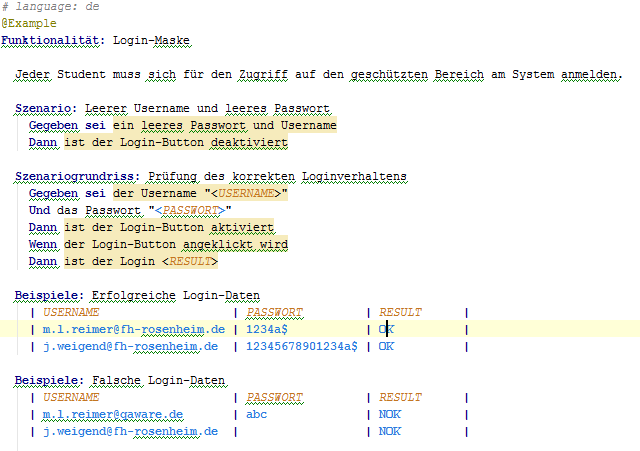 # language: de
@Example
Funktionalität: Login-Maske
Jeder Student muss sich für den Zugriff auf den geschützten Bereich am System anmelden.
Szenario: Leerer Username und leeres Passwort
Gegeben sei ein leeres Passwort und Username
Dann ist der Login-Button deaktiviert
Szenariogrundriss: Prüfung des korrekten Loginverhaltens
Gegeben sei der Username "<USERNAME>"
Und das Passwort "<PASSWORT>"
Dann ist der Login-Button aktiviert
Wenn der Login-Button angeklickt wird
Dann ist der Login <RESULT>
Beispiele: Erfolgreiche Login-Daten
| USERNAME | PASSWORT | RESULT |
| m.l.reimer@fh-rosenheim.de | 1234a$ | OK |
| j.weigend@fh-rosenheim.de | 12345678901234a$ | OK |
Beispiele: Falsche Login-Daten
| USERNAME | PASSWORT | RESULT |
| m.l.reimer@qaware.de | abc | NOK |
| j.weigend@fh-rosenheim.de | | NOK |